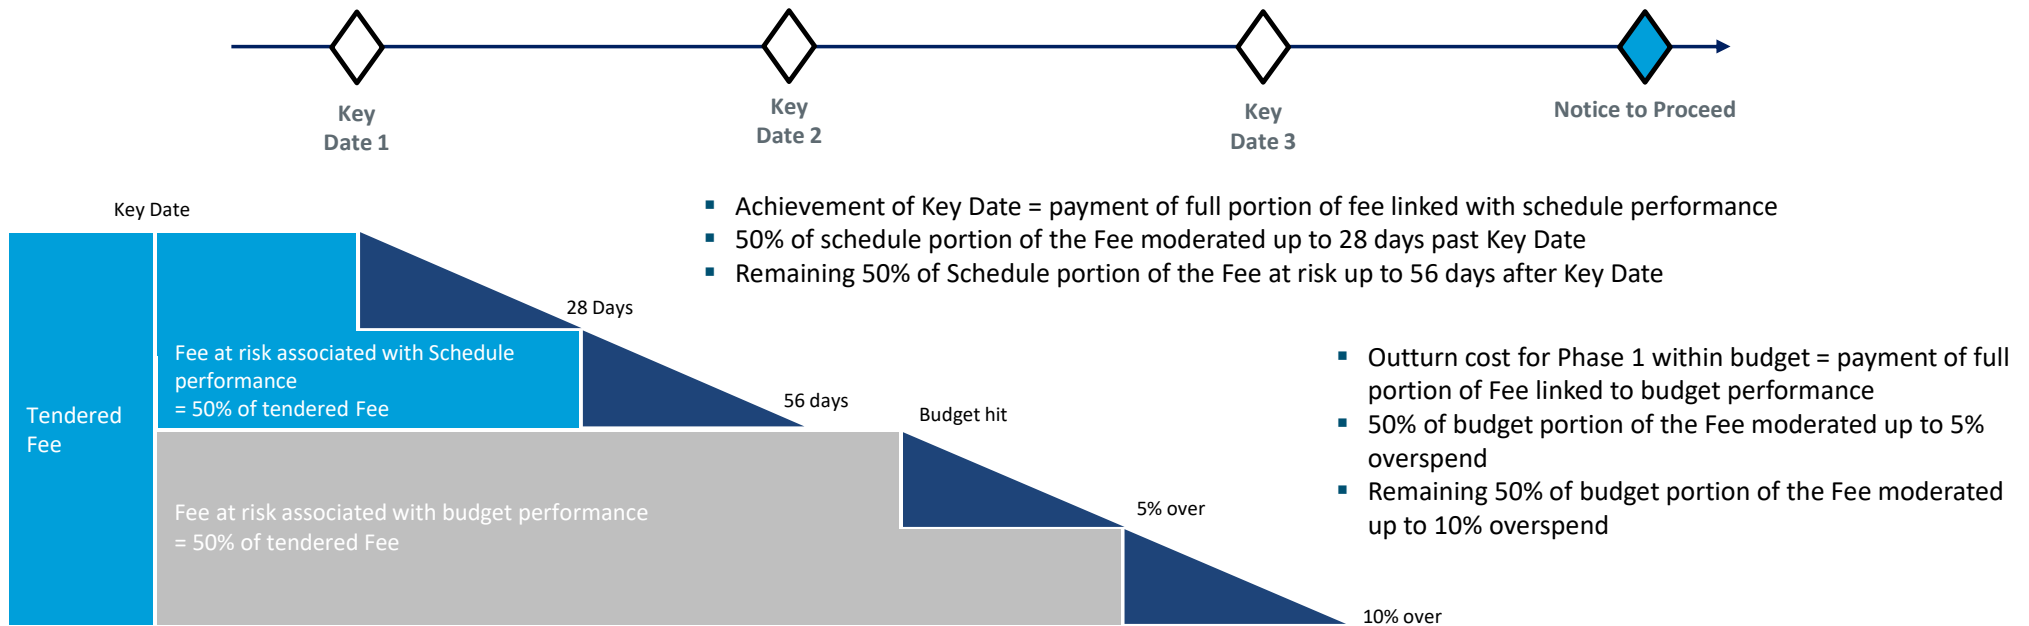 Key
Date 1
Key
Date 2
Key
Date 3
Notice to Proceed
Key Date
▪ Achievement of Key Date = payment of full portion of fee linked with schedule performance
▪ 50% of schedule portion of the Fee moderated up to 28 days past Key Date
▪ Remaining 50% of Schedule portion of the Fee at risk up to 56 days after Key Date
28 Days
Fee at risk associated with Schedule
performance
= 50% of tendered Fee
Tendered
Fee
56 days
Budget hit
▪ Outturn cost for Phase 1 within budget = payment of full
portion of Fee linked to budget performance
▪ 50% of budget portion of the Fee moderated up to 5%
overspend
▪ Remaining 50% of budget portion of the Fee moderated
up to 10% overspend
Fee at risk associated with budget performance
= 50% of tendered Fee
5% over
10% over